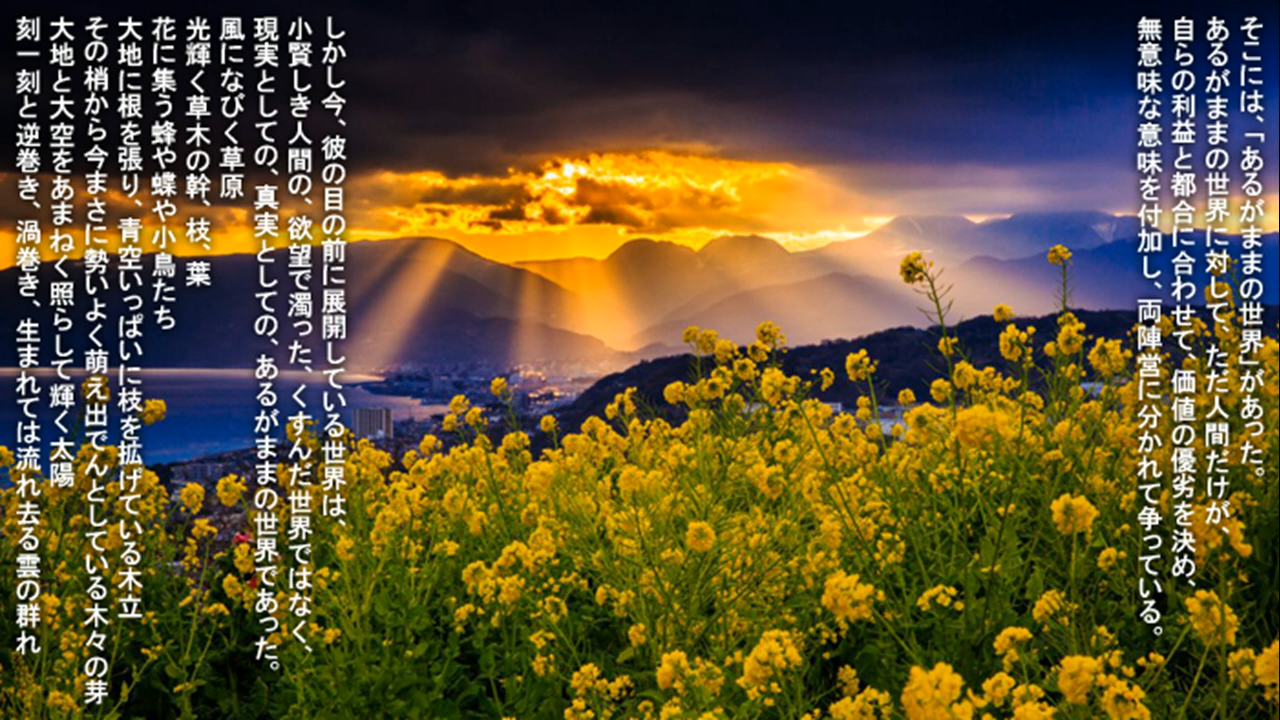 そこには、「あるがままの世界」があった。
あるがままの世界に対して、ただ人間だけが、
自らの利益と都合に合わせて、価値の優劣を決め、
無意味な意味を付加し、両陣営に分かれて争っている。
しかし今、彼の目の前に展開している世界は、
小賢しき人間の、欲望で濁った、くすんだ世界ではなく、
現実としての、真実としての、あるがままの世界であった。
風になびく草原
光輝く草木の幹、枝、葉
花に集う蜂や蝶や小鳥たち
大地に根を張り、青空いっぱいに枝を拡げている木立
その梢から今まさに勢いよく萌え出でんとしている木々の芽
大地と大空をあまねく照らして輝く太陽
刻一刻と逆巻き、渦巻き、生まれては流れ去る雲の群れ